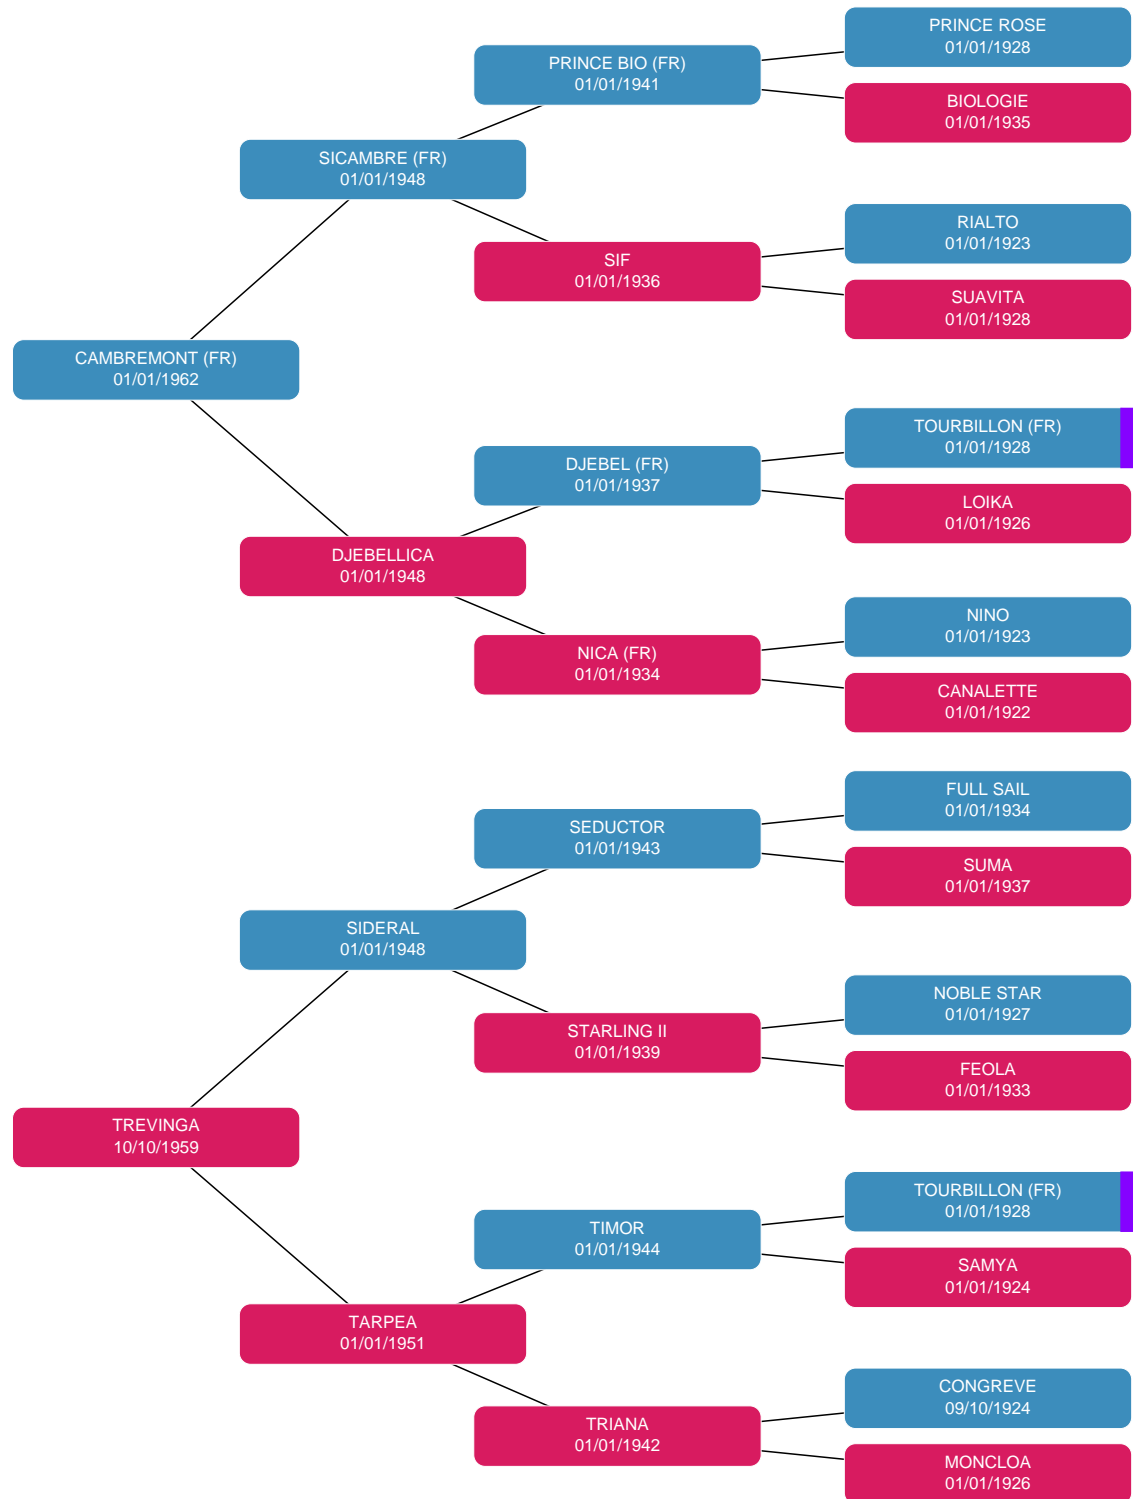 PRINCE ROSE
01/01/1928
PRINCE BIO (FR)
01/01/1941
BIOLOGIE
01/01/1935
SICAMBRE (FR)
01/01/1948
RIALTO
01/01/1923
SIF
01/01/1936
SUAVITA
01/01/1928
CAMBREMONT (FR)
01/01/1962
TOURBILLON (FR)
01/01/1928
DJEBEL (FR)
01/01/1937
LOIKA
01/01/1926
DJEBELLICA
01/01/1948
NINO
01/01/1923
NICA (FR)
01/01/1934
CANALETTE
01/01/1922
FULL SAIL
01/01/1934
SEDUCTOR
01/01/1943
SUMA
01/01/1937
SIDERAL
01/01/1948
NOBLE STAR
01/01/1927
STARLING II
01/01/1939
FEOLA
01/01/1933
TREVINGA
10/10/1959
TOURBILLON (FR)
01/01/1928
TIMOR
01/01/1944
SAMYA
01/01/1924
TARPEA
01/01/1951
CONGREVE
09/10/1924
TRIANA
01/01/1942
MONCLOA
01/01/1926